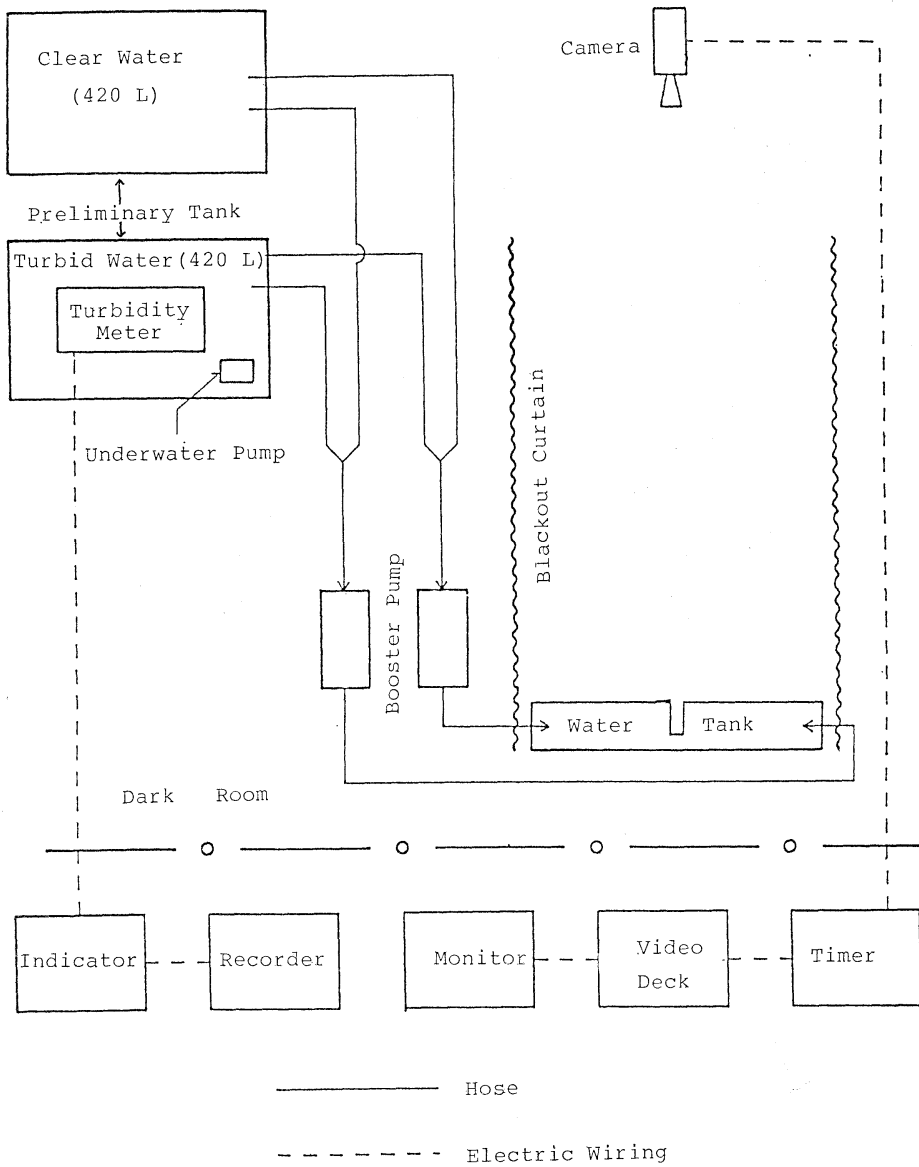 Clear Water
(420 L)
Camera
Preliminary Tank
Turbid Water (420 L)
Turbidity
Meter
Underwater Pump
Blackout Curtain
Booster Pump
Water Tank
Dark Room
Indicator
Recorder
Monitor
Video
Deck
Timer
Hose
Electric Wiring